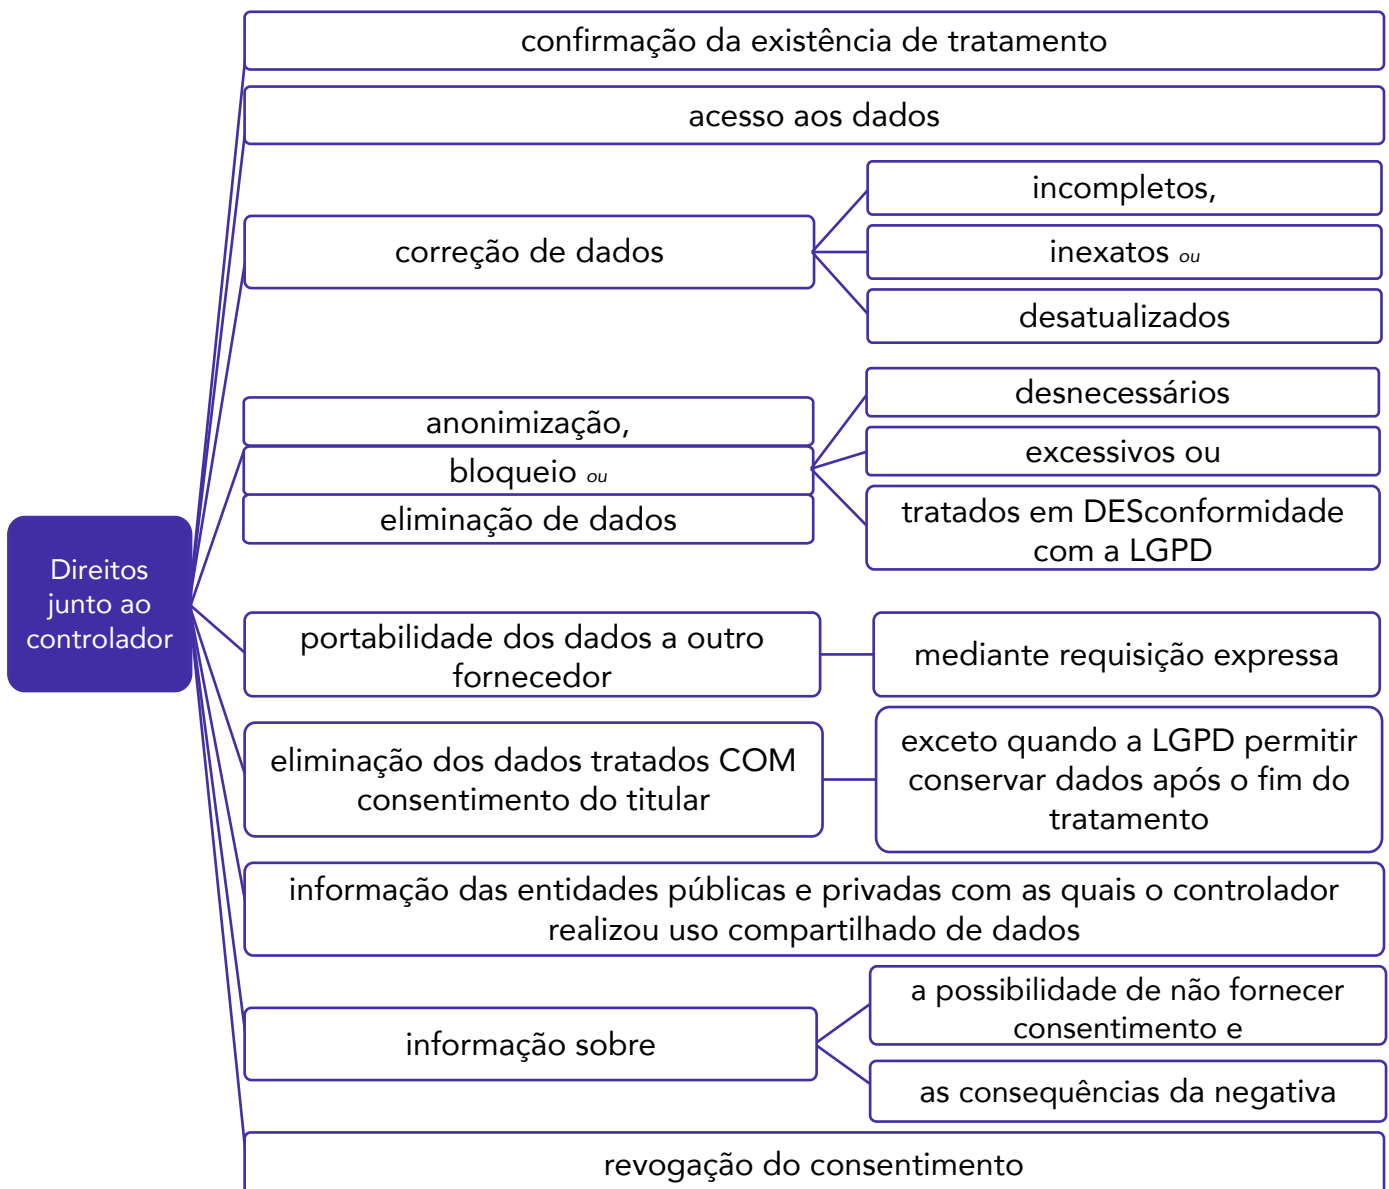 confirmação da existência de tratamento
acesso aos dados
correção de dados
incompletos,
inexatos ou
desatualizados
anonimização,
bloqueio ou
eliminação de dados
desnecessários
excessivos ou
tratados em DESconformidade
com a LGPD
Direitos
junto ao
controlador
portabilidade dos dados a outro
fornecedor
mediante requisição expressa
eliminação dos dados tratados COM
consentimento do titular
exceto quando a LGPD permitir
conservar dados após o fim do
tratamento
informação das entidades públicas e privadas com as quais o controlador
realizou uso compartilhado de dados
informação sobre
a possibilidade de não fornecer
consentimento e
as consequências da negativa
revogação do consentimento